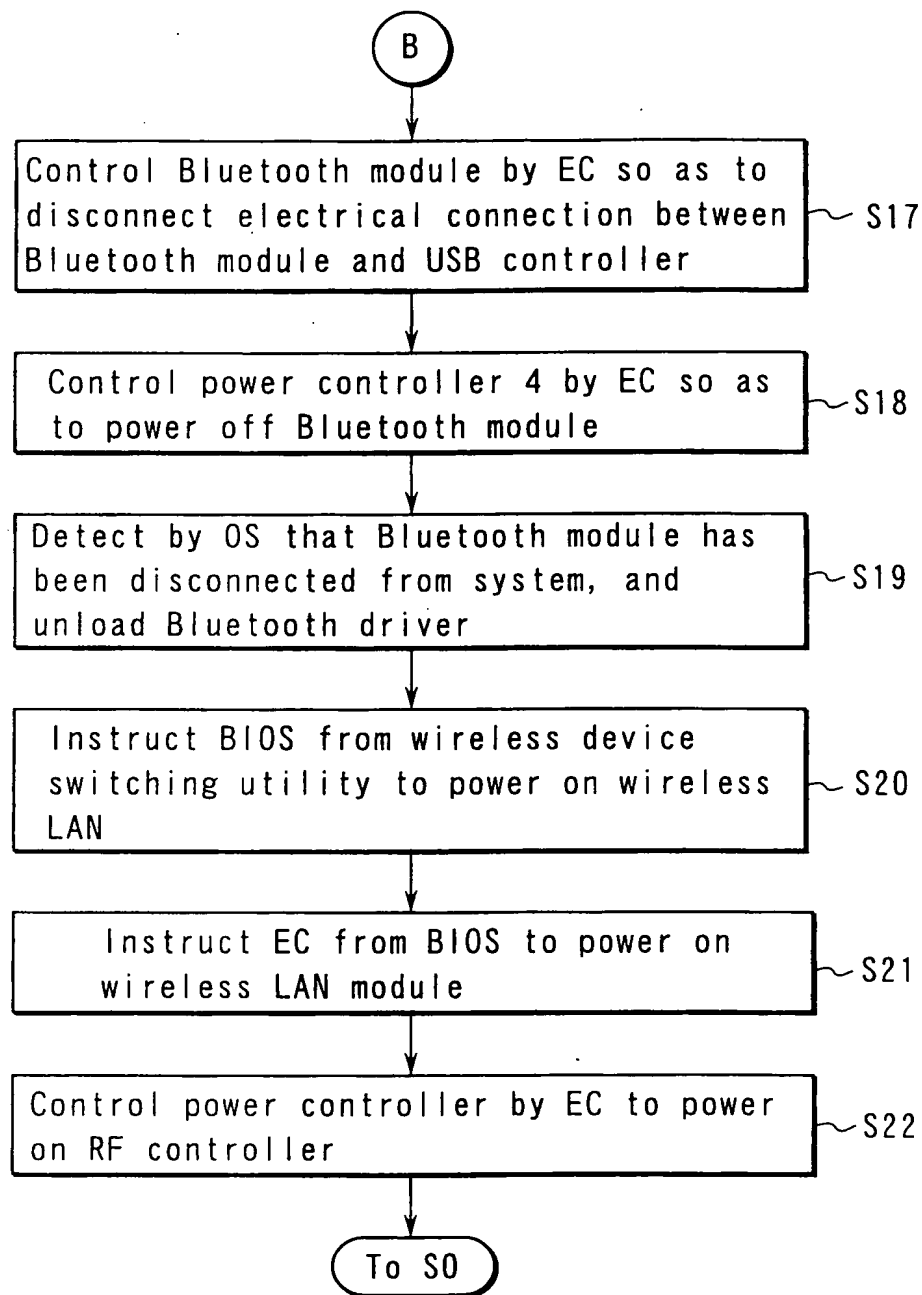 B
Control Bluetooth module by EC so as to
disconnect electrical connection between
Bluetooth module and USB controller
S17
Control power controller 4 by EC so as
to power off Bluetooth module
S18
Detect by OS that Bluetooth module has
been disconnected from system, and
unload Bluetooth driver
S19
Instruct BIOS from wireless device
switching utility to power on wireless
LAN
S20
Instruct EC from BIOS to power on
wireless LAN module
S21
Control power controller by EC to power
on RF controller
S22
To S0